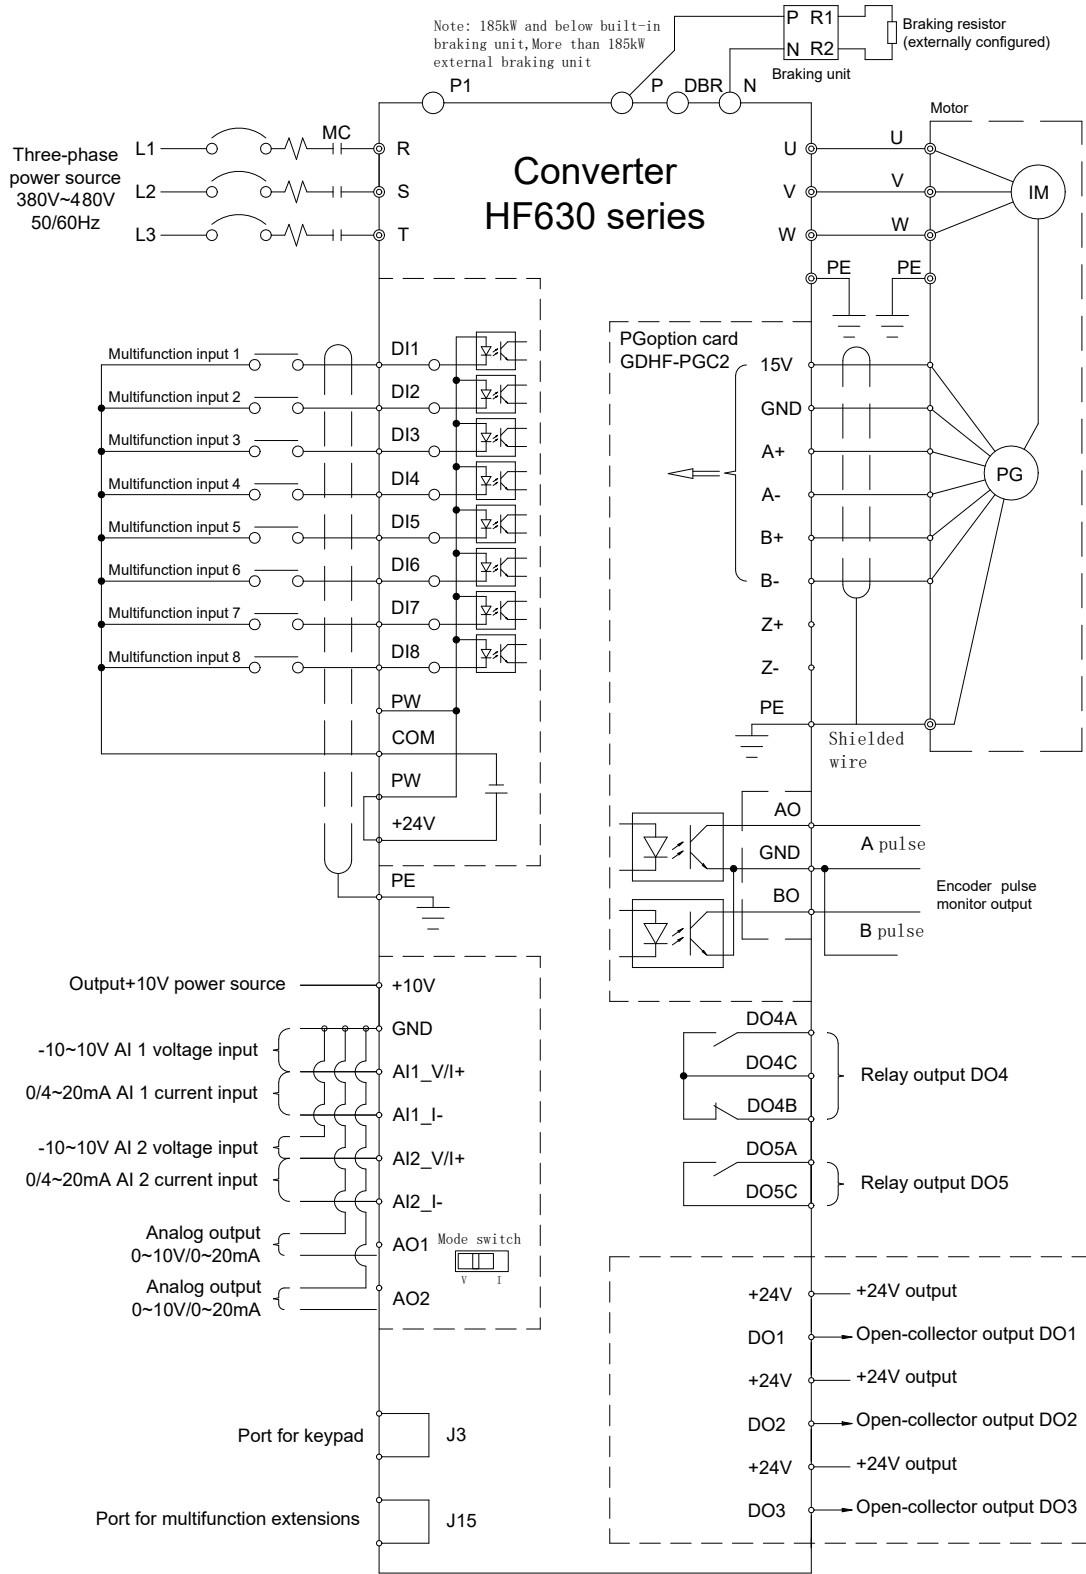 Note: 185kW and below built-in
braking unit,More than 185kW
external braking unit
P R1
N R2
Braking unit
Braking resistor
(externally configured)
P1
P
DBR
N
Three-phase
power source
380V~480V
50/60Hz
L1
L2
L3
MC
R
S
T
Converter
HF630 series
U
V
W
PE
U
V
W
PE
Motor
IM
PG
Multifunction input 1
Multifunction input 2
Multifunction input 3
Multifunction input 4
Multifunction input 5
Multifunction input 6
Multifunction input 7
Multifunction input 8
DI1
DI2
DI3
DI4
DI5
DI6
DI7
DI8
PW
COM
PW
+24V
PE
PGoption card
GDHF-PGC2
15V
GND
A+
A-
B+
B-
Z+
Z-
PE
Shielded
wire
AO
GND
BO
A pulse
B pulse
Encoder pulse
monitor output
Output+10V power source
-10~10V AI 1 voltage input
0/4~20mA AI 1 current input
-10~10V AI 2 voltage input
0/4~20mA AI 2 current input
Analog output
0~10V/0~20mA
Analog output
0~10V/0~20mA
+10V
GND
AI1_V/I+
AI1_I-
AI2_V/I+
AI2_I-
AO1
AO2
Mode switch
V I
DO4A
DO4C
DO4B
Relay output DO4
DO5A
DO5C
Relay output DO5
+24V
+24V output
DO1
Open-collector output DO1
+24V
+24V output
DO2
Open-collector output DO2
+24V
+24V output
DO3
Open-collector output DO3
Port for keypad
J3
Port for multifunction extensions
J15